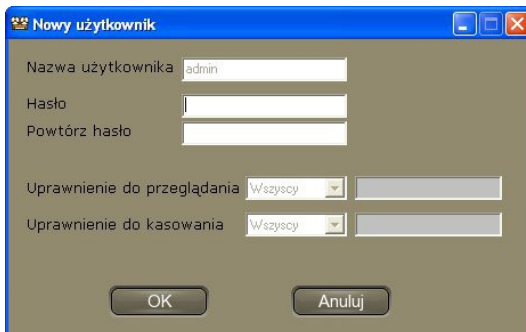 Nowy użytkownik
Nazwa użytkownika admin
Hasło
Powtórz hasło
Uprawnienie do przeglądania Wszyscy
Uprawnienie do kasowania Wszyscy
OK Anuluj